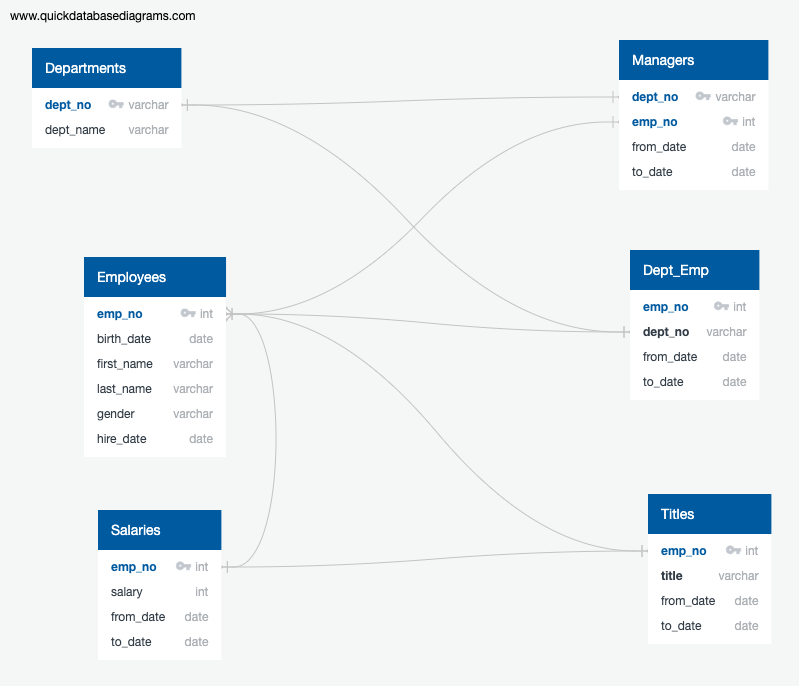 www.quickdatabasediagrams.com
Departments
dept_no varchar
dept_name varchar
Managers
dept_no varchar
emp_no int
from_date date
to_date date
Employees
emp_no int
birth_date date
first_name varchar
last_name varchar
gender varchar
hire_date date
Dept_Emp
emp_no int
dept_no varchar
from_date date
to_date date
Salaries
emp_no int
salary int
from_date date
to_date date
Titles
emp_no int
title varchar
from_date date
to_date date